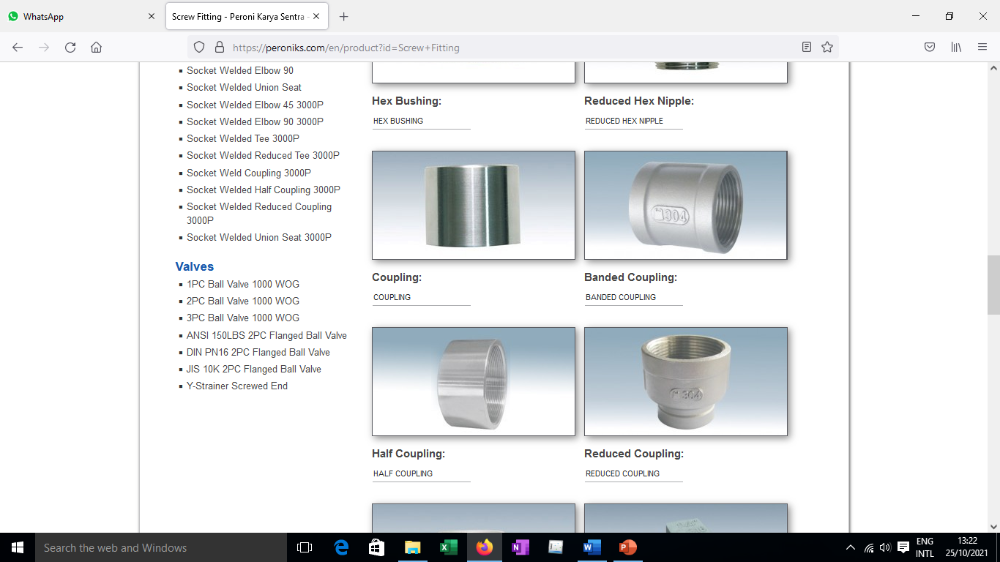 WhatsApp
Screw Fitting - Peroni Karya Sentra -
https://peroniks.com/en/product?id=Screw+Fitting
Socket Welded Elbow 90
Socket Welded Union Seat
Socket Welded Elbow 45 3000P
Socket Welded Elbow 90 3000P
Socket Welded Tee 3000P
Socket Welded Reduced Tee 3000P
Socket Weld Coupling 3000P
Socket Welded Half Coupling 3000P
Socket Welded Reduced Coupling
3000P
Socket Welded Union Seat 3000P
Valves
1PC Ball Valve 1000 WOG
2PC Ball Valve 1000 WOG
3PC Ball Valve 1000 WOG
ANSI 150LBS 2PC Flanged Ball Valve
DIN PN16 2PC Flanged Ball Valve
JIS 10K 2PC Flanged Ball Valve
Y-Strainer Screwed End
Hex Bushing:
HEX BUSHING
Reduced Hex Nipple:
REDUCED HEX NIPPLE
304
Coupling:
COUPLING
Banded Coupling:
BANDED COUPLING
304
Half Coupling:
HALF COUPLING
Reduced Coupling:
REDUCED COUPLING
Search the web and Windows
ENG
INTL
13:22
25/10/2021